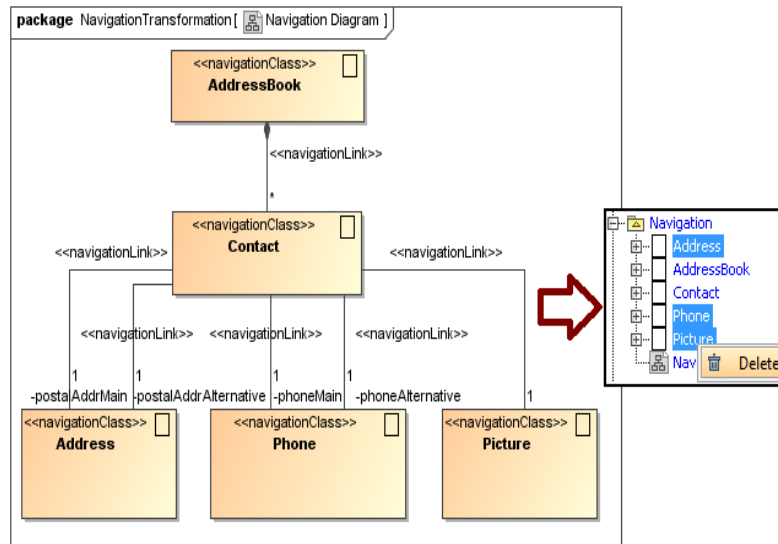 package NavigationTransformation [ Navigation Diagram ]
<<navigationClass>>
AddressBook
<<navigationLink>>
*
<<navigationClass>>
Contact
<<navigationLink>> <<navigationLink>>
<<navigationLink>> <<navigationLink>> <<navigationLink>>
1 1 1 1
-postalAddrMain -postalAddrAlternative -phoneMain -phoneAlternative 1
<<navigationClass>> <<navigationClass>> <<navigationClass>>
Address Phone Picture
Navigation
Address
AddressBook
Contact
Phone
Picture
Nav Delete